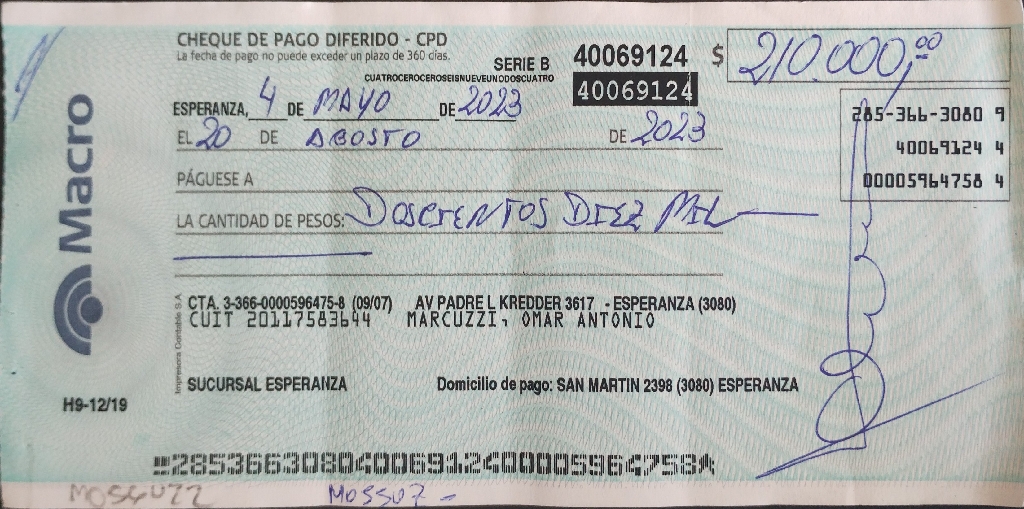 CHEQUE DE PAGO DIFERIDO - CPD
La fecha de pago no puede exceder un plazo de 360 días.
SERIE B 40069124 $ 210.000,00
CUATROCEROCEROSEISNUEVEUNODOSCUATRO
40069124
ESPERANZA, 4 DE MAYO DE 2023
EL 20 DE AGOSTO DE 2023
285-366-3080 9
40069124 4
00005964758 4
PÁGUESE A
LA CANTIDAD DE PESOS: DOSCIENTOS DIEZ MIL
Macro
CTA. 3-366-0000596475-8 (09/07) AV PADRE L KREDDER 3617 - ESPERANZA (3080)
CUIT 20117583644 MARCUZZI, OMAR ANTONIO
Impresora Contable S.A
SUCURSAL ESPERANZA Domicilio de pago: SAN MARTIN 2398 (3080) ESPERANZA
H9-12/19
28536630804006912400005964758